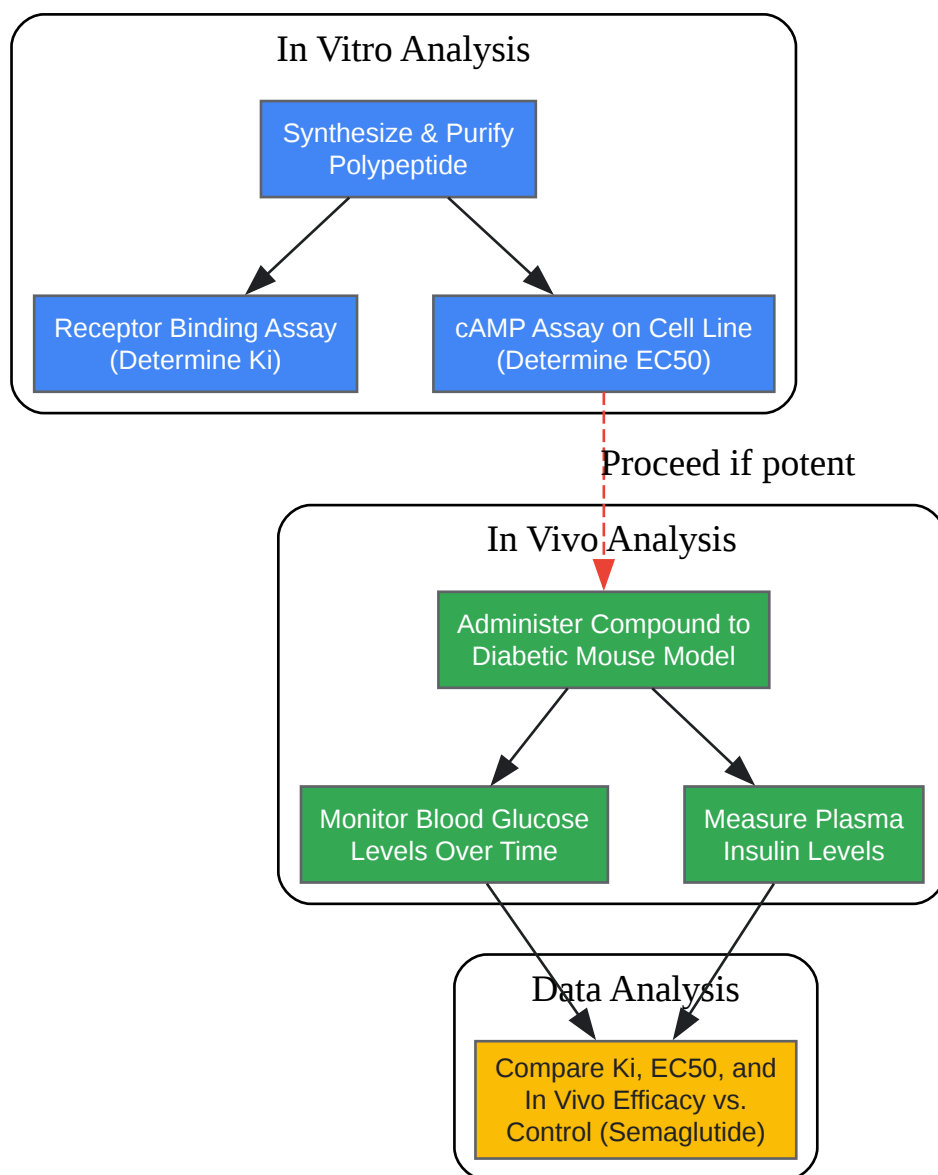 In Vitro Analysis
Synthesize & Purify
Polypeptide
Receptor Binding Assay
(Determine Ki)
cAMP Assay on Cell Line
(Determine EC50)
Proceed if potent
In Vivo Analysis
Administer Compound to
Diabetic Mouse Model
Monitor Blood Glucose
Levels Over Time
Measure Plasma
Insulin Levels
Data Analysis
Compare Ki, EC50, and
In Vivo Efficacy vs.
Control (Semaglutide)